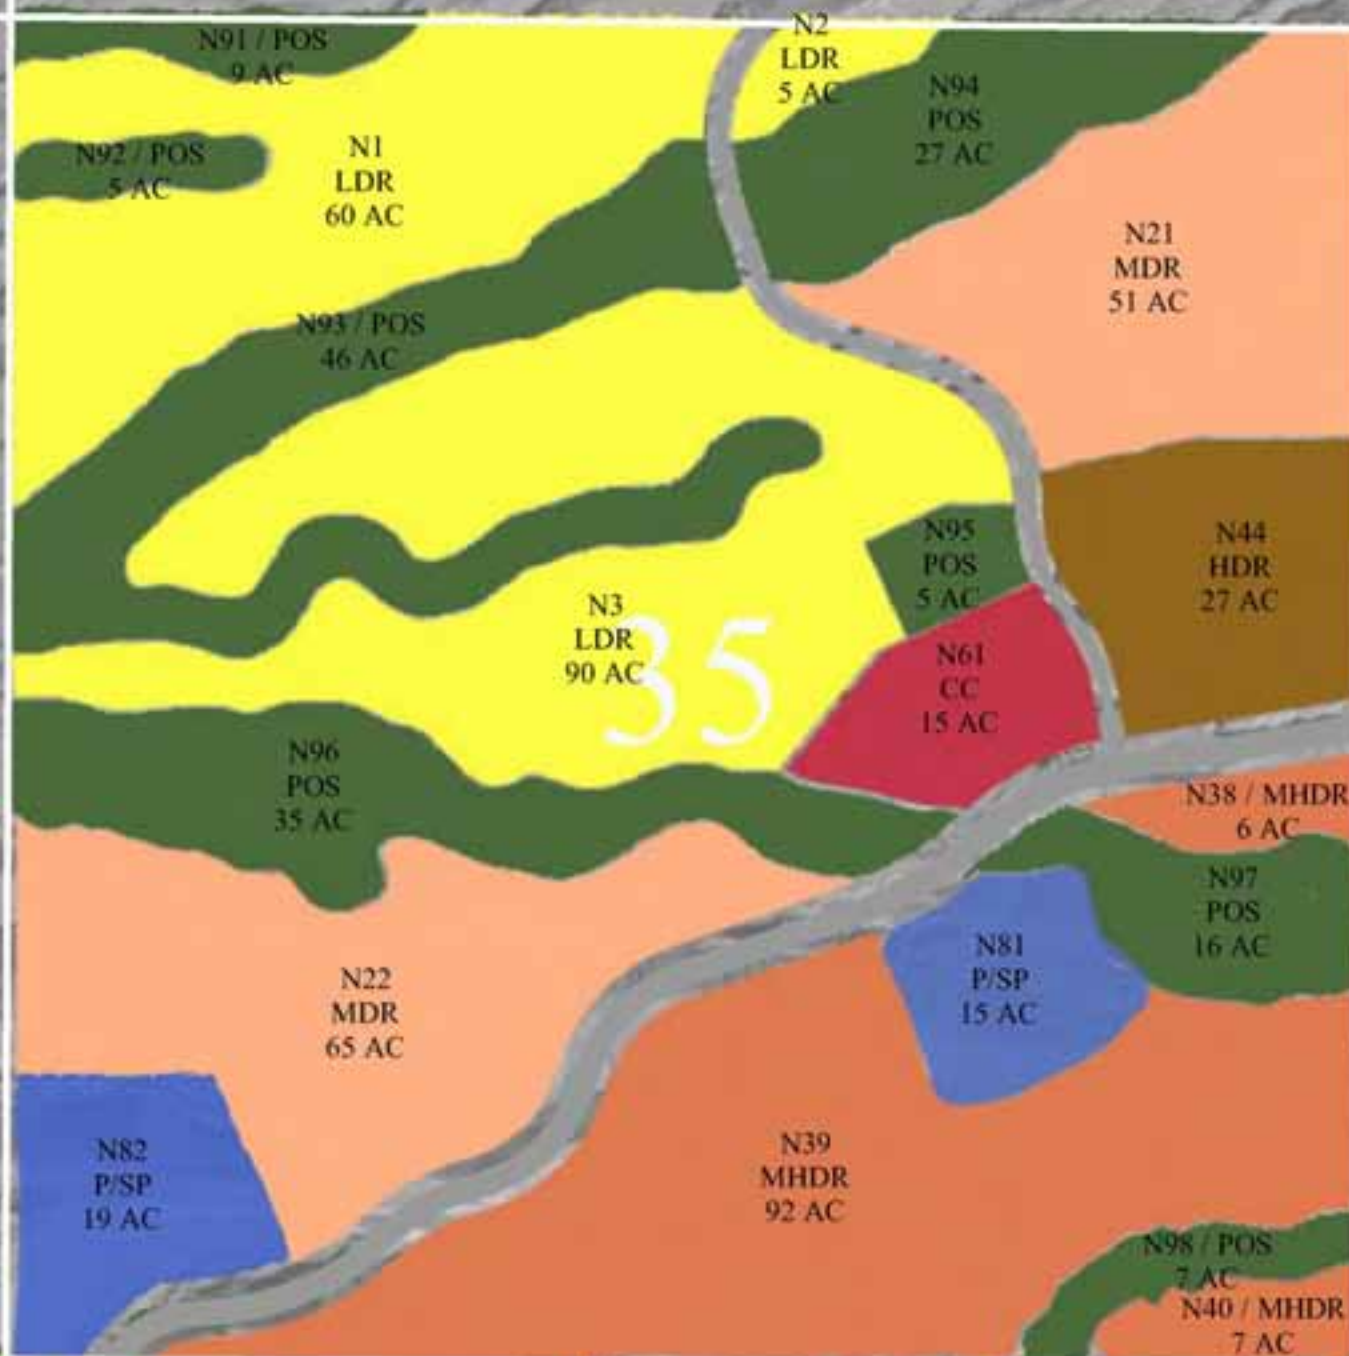 N91 / POS
9 AC
N2
LDR
5 AC
N94
POS
27 AC
N92 / POS
5 AC
N1
LDR
60 AC
N21
MDR
51 AC
N93 / POS
46 AC
N95
POS
5 AC
N44
HDR
27 AC
N3
LDR
90 AC
35
N61
CC
15 AC
N96
POS
35 AC
N38 / MHDR
6 AC
N97
POS
16 AC
N81
P/SP
15 AC
N22
MDR
65 AC
N82
P/SP
19 AC
N39
MHDR
92 AC
N98 / POS
7 AC
N40 / MHDR
7 AC